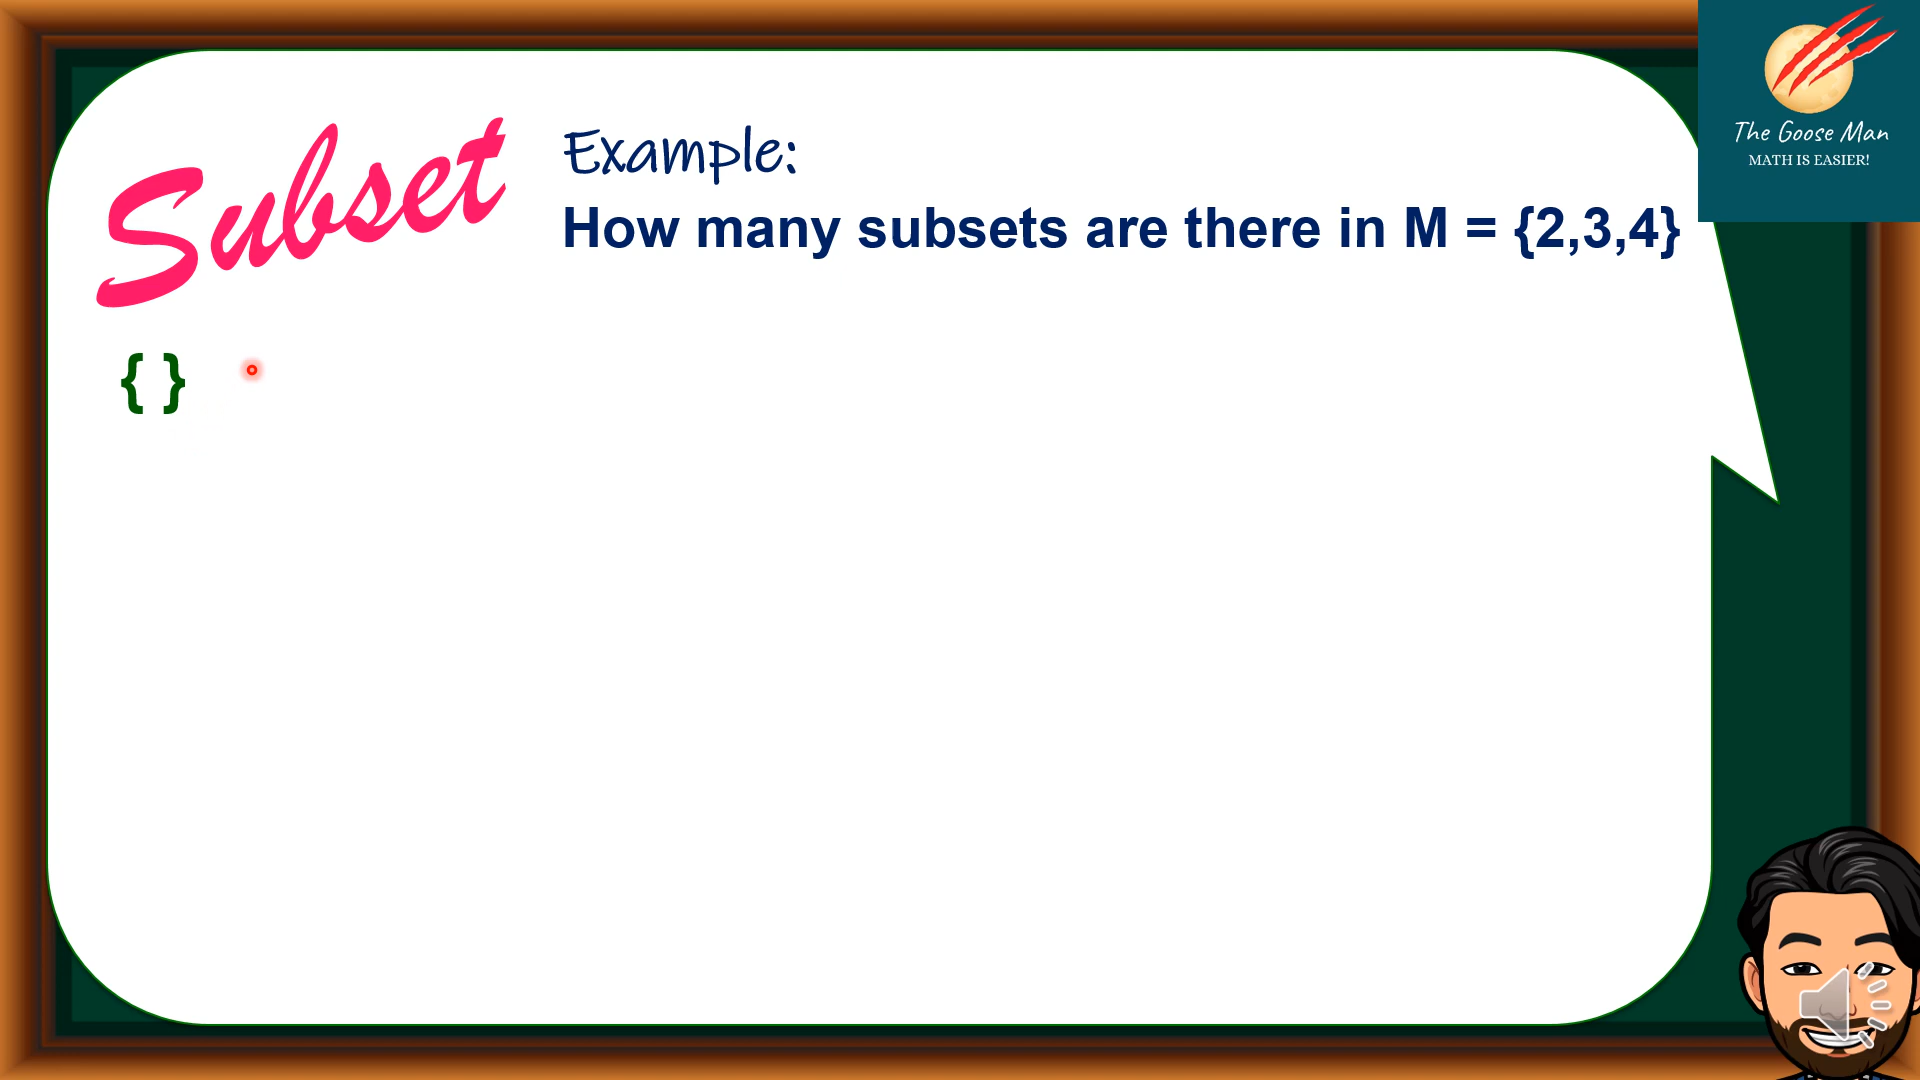 Subset
Example:
How many subsets are there in M = {2,3,4}
{ }
The Goose Man
MATH IS EASIER!